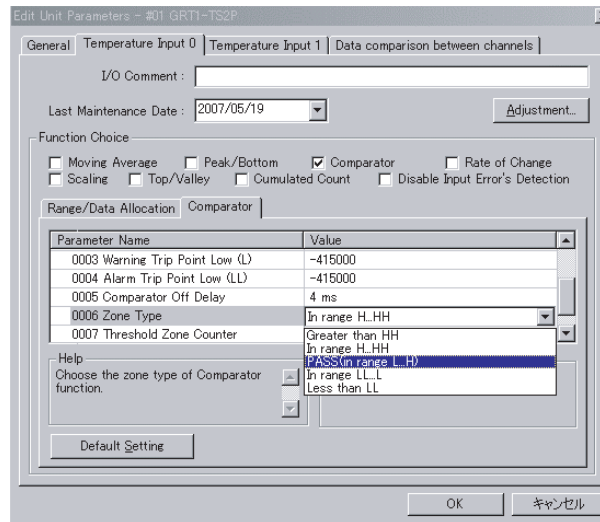 Edit Unit Parameters - #01 GRT1-TS2P
General Temperature Input 0 Temperature Input 1 Data comparison between channels
I/O Comment :
Last Maintenance Date : 2007/05/19 Adjustment...
Function Choice
Moving Average Peak/Bottom Comparator Rate of Change
Scaling Top/Valley Cumulated Count Disable Input Error's Detection
Range/Data Allocation Comparator
Parameter Name Value
0003 Warning Trip Point Low (L) -415000
0004 Alarm Trip Point Low (LL) -415000
0005 Comparator Off Delay 4 ms
0006 Zone Type In range H...HH
0007 Threshold Zone Counter
Greater than HH
In range H...HH
PASS(in range L...H)
In range LL...L
Less than LL
Help
Choose the zone type of Comparator
function.
Default Setting
OK キャンセル